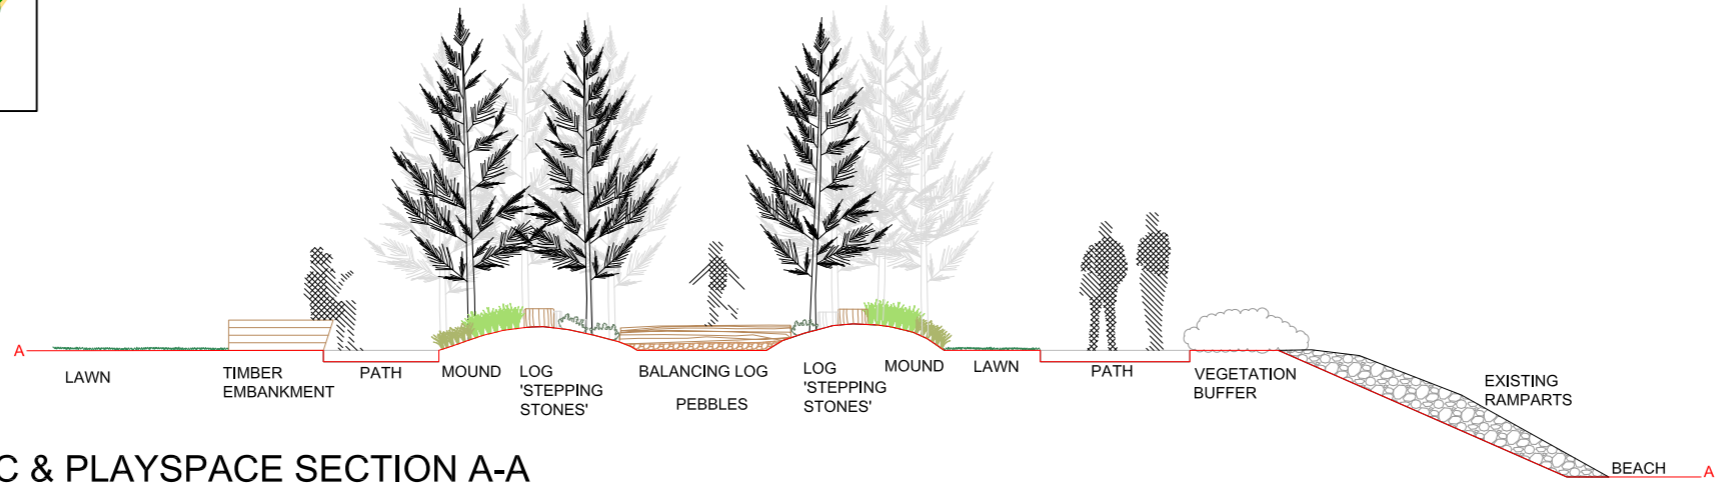 A
A
LAWN
TIMBER
EMBANKMENT
PATH
MOUND
LOG
'STEPPING
STONES'
BALANCING LOG
PEBBLES
LOG
'STEPPING
STONES'
MOUND
LAWN
PATH
VEGETATION
BUFFER
EXISTING
RAMPARTS
BEACH
C & PLAYSPACE SECTION A-A